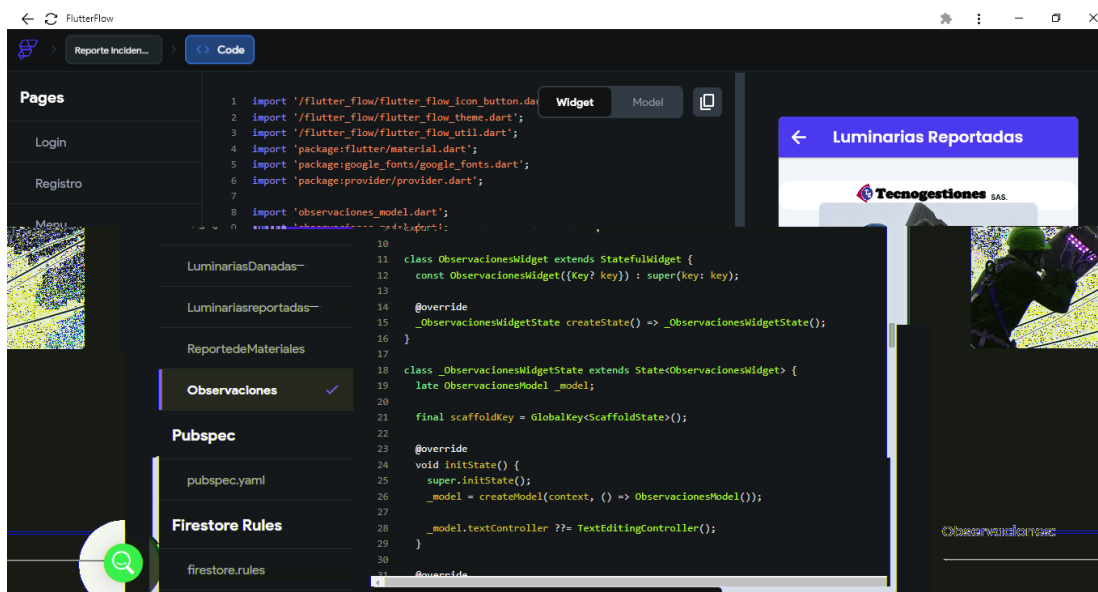 FlutterFlow
Reporte Inciden...
<> Code
Pages
Login
Registro
Menu
Widget
Model
1 import '/flutter_flow/flutter_flow_icon_button.da
2 import '/flutter_flow/flutter_flow_theme.dart';
3 import '/flutter_flow/flutter_flow_util.dart';
4 import 'package:flutter/material.dart';
5 import 'package:google_fonts/google_fonts.dart';
6 import 'package:provider/provider.dart';
7
8 import 'observaciones_model.dart';
Luminarias Reportadas
Tecnogestiones SAS.
LuminariasDanadas
Luminariasreportadas
ReportedeMateriales
Observaciones
Pubspec
pubspec.yaml
Firestore Rules
firestore.rules
10
11 class ObservacionesWidget extends StatefulWidget {
12 const ObservacionesWidget({Key? key}) : super(key: key);
13
14 @override
15 _ObservacionesWidgetState createState() => _ObservacionesWidgetState();
16 }
17
18 class _ObservacionesWidgetState extends State<ObservacionesWidget> {
19 late ObservacionesModel _model;
20
21 final scaffoldKey = GlobalKey<ScaffoldState>();
22
23 @override
24 void initState() {
25 super.initState();
26 _model = createModel(context, () => ObservacionesModel());
27
28 _model.textController ??= TextEditingController();
29 }
30
31 @override
Observaciones: